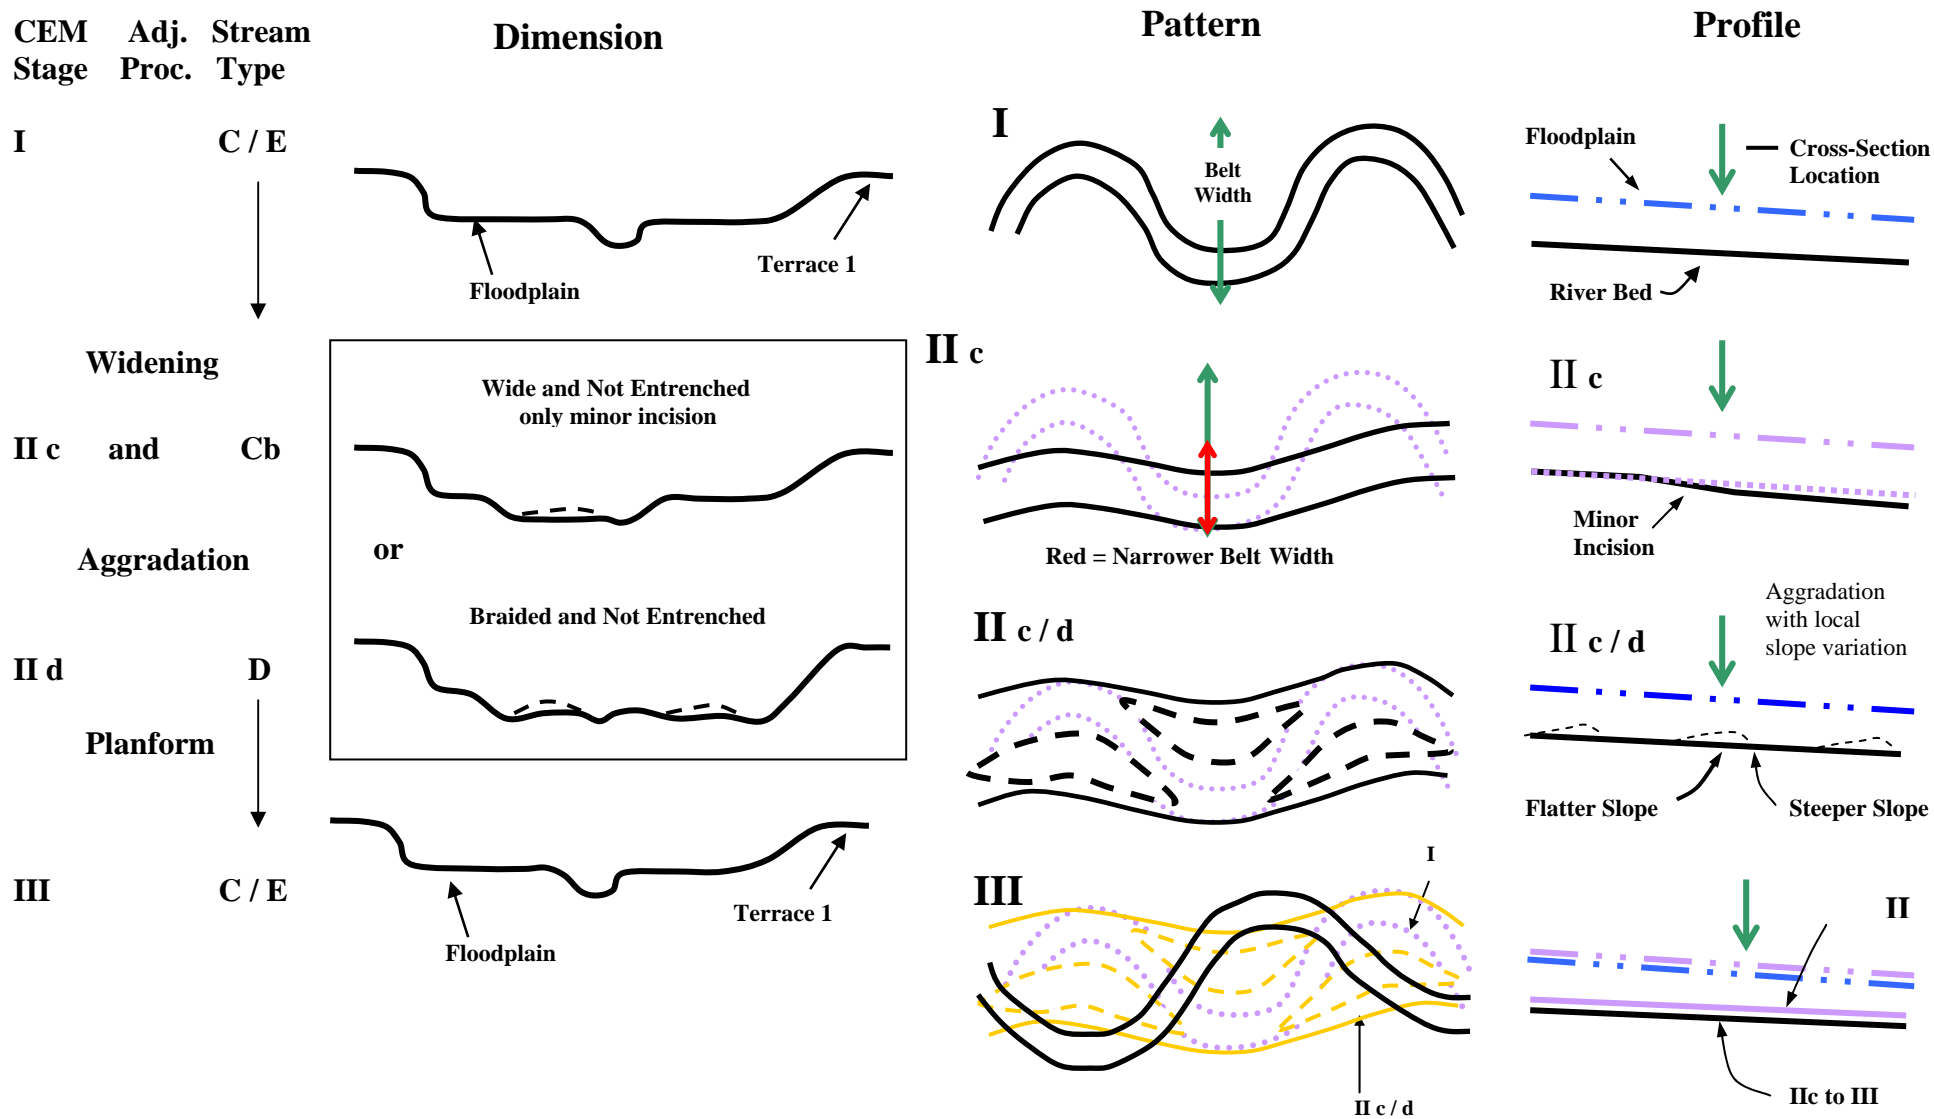 CEM Adj. Stream
Stage Proc. Type
Dimension
Pattern
Profile
I C / E
Terrace 1
Floodplain
Widening
II c and Cb
Aggradation
II d D
Planform
III C / E
Wide and Not Entrenched
only minor incision
or
Braided and Not Entrenched
Terrace 1
Floodplain
I
Belt
Width
II c
Red = Narrower Belt Width
II c / d
III
I
II c / d
Floodplain
Cross-Section
Location
River Bed
II c
Minor
Incision
II c / d
Aggradation
with local
slope variation
Flatter Slope
Steeper Slope
II
IIc to III